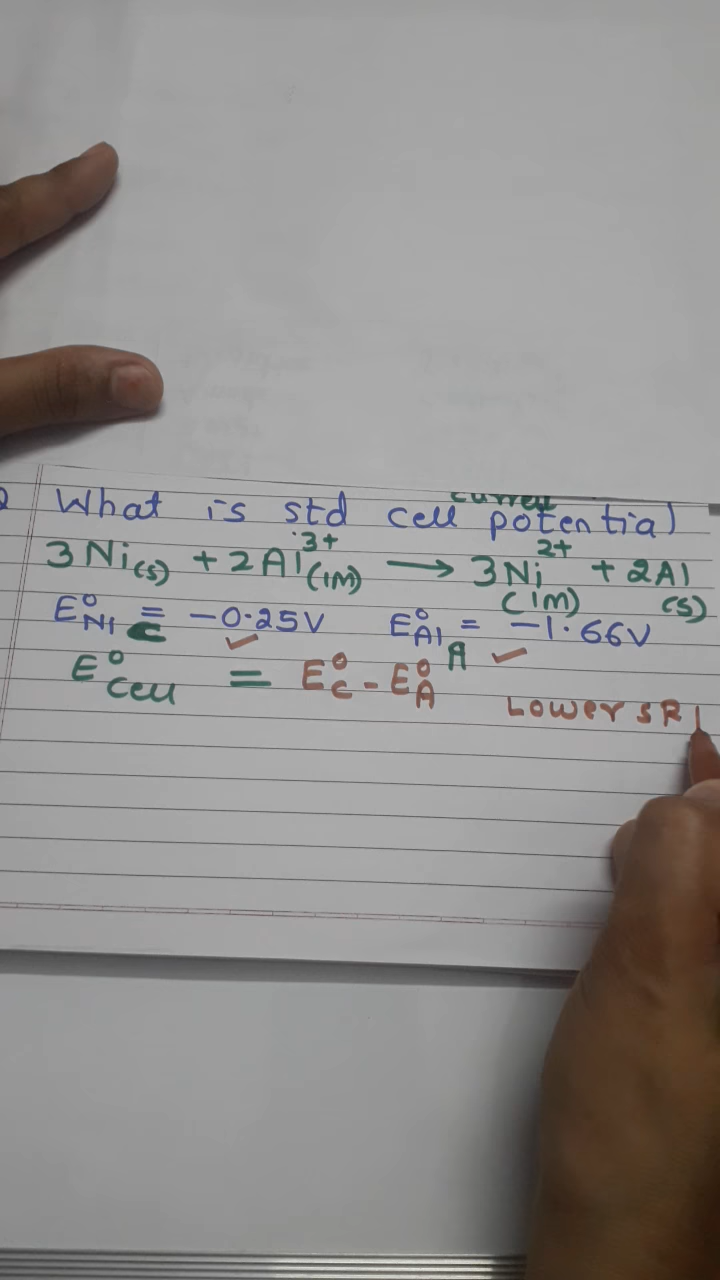 What is std cell potential
3Ni(s) + 2Al³⁺(1M) → 3Ni²⁺(1M) + 2Al(s)
E°Ni C = -0.25V E°Al A = -1.66V
E°cell = E°C - E°A
Lower SR